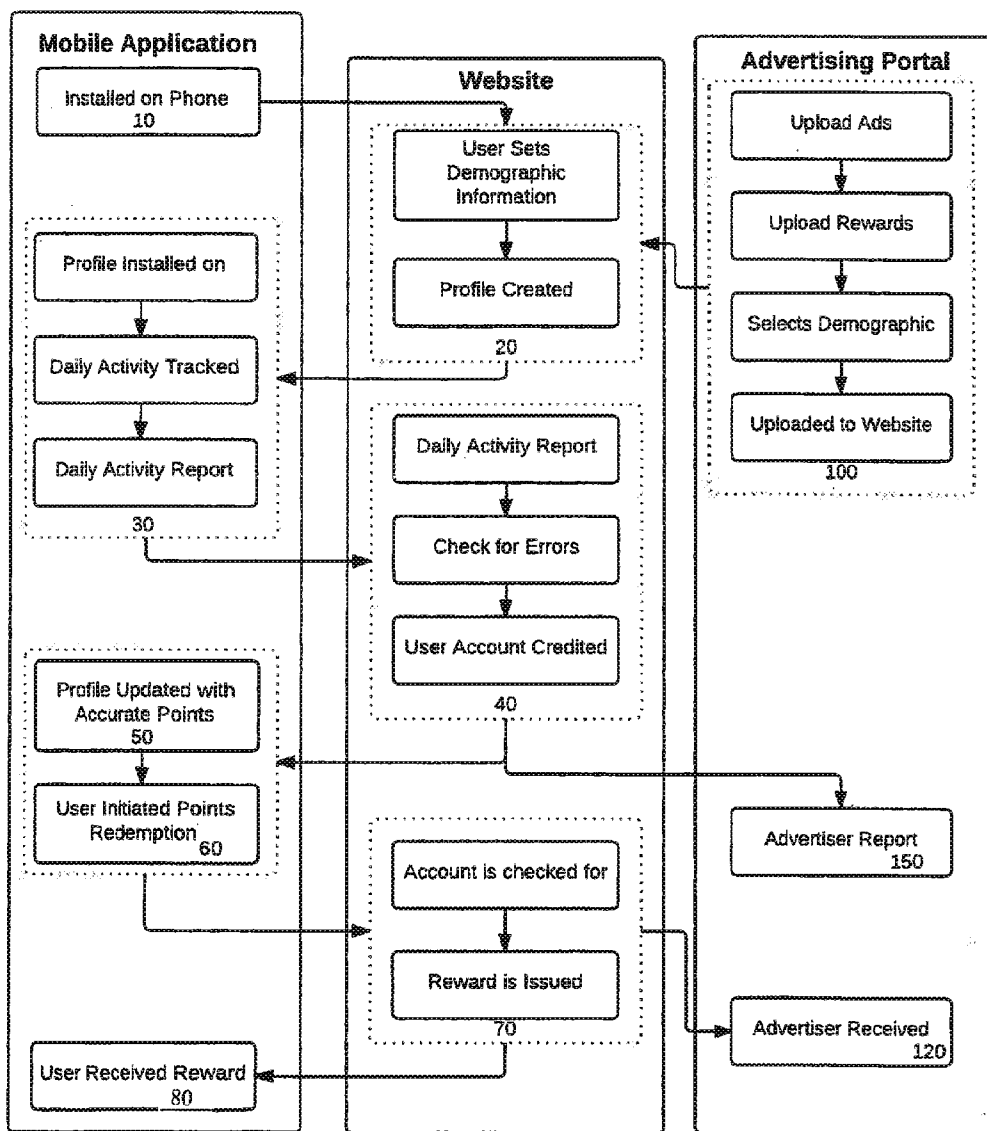 Mobile Application
Installed on Phone
10
Profile Installed on
Daily Activity Tracked
Daily Activity Report
30
Profile Updated with
Accurate Points
50
User Initiated Points
Redemption
60
User Received Reward
80
Website
User Sets
Demographic
Information
Profile Created
20
Daily Activity Report
Check for Errors
User Account Credited
40
Account is checked for
Reward is Issued
70
Advertising Portal
Upload Ads
Upload Rewards
Selects Demographic
Uploaded to Website
100
Advertiser Report
150
Advertiser Received
120